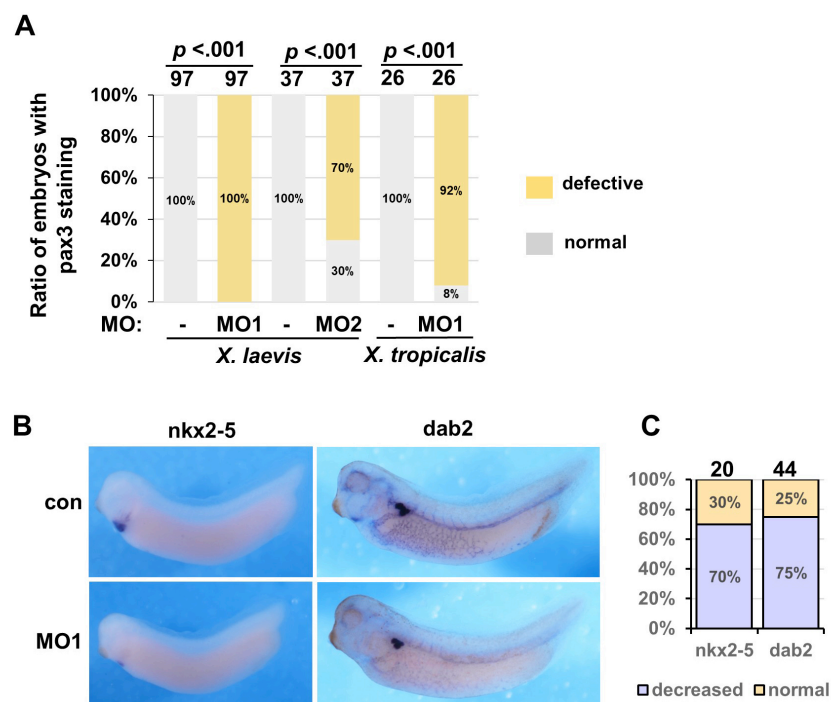 A
p <.001 p <.001 p <.001
97 97 37 37 26 26
Ratio of embryos with
pax3 staining
100%
80%
60%
40%
20%
0%
100% 100% 100% 70% 30% 100% 92% 8%
defective
normal
MO: - MO1 - MO2 - MO1
X. laevis X. tropicalis
B
nkx2-5 dab2
con
MO1
C
20 44
100%
80%
60%
40%
20%
0%
30% 25%
70% 75%
nkx2-5 dab2
decreased normal